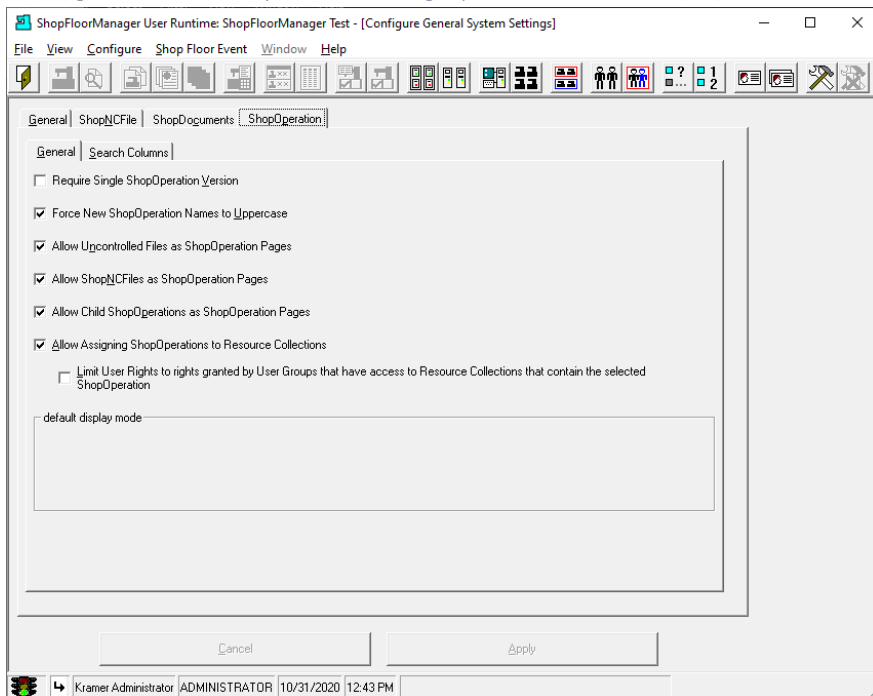 ShopFloorManager User Runtime: ShopFloorManager Test - [Configure General System Settings]
File View Configure Shop Floor Event Window Help
General ShopNCFile ShopDocuments ShopOperation
General Search Columns
Require Single ShopOperation Version
Force New ShopOperation Names to Uppercase
Allow Uncontrolled Files as ShopOperation Pages
Allow ShopNCFiles as ShopOperation Pages
Allow Child ShopOperations as ShopOperation Pages
Allow Assigning ShopOperations to Resource Collections
Limit User Rights to rights granted by User Groups that have access to Resource Collections that contain the selected
ShopOperation
default display mode
Cancel Apply
Kramer Administrator ADMINISTRATOR 10/31/2020 12:43 PM